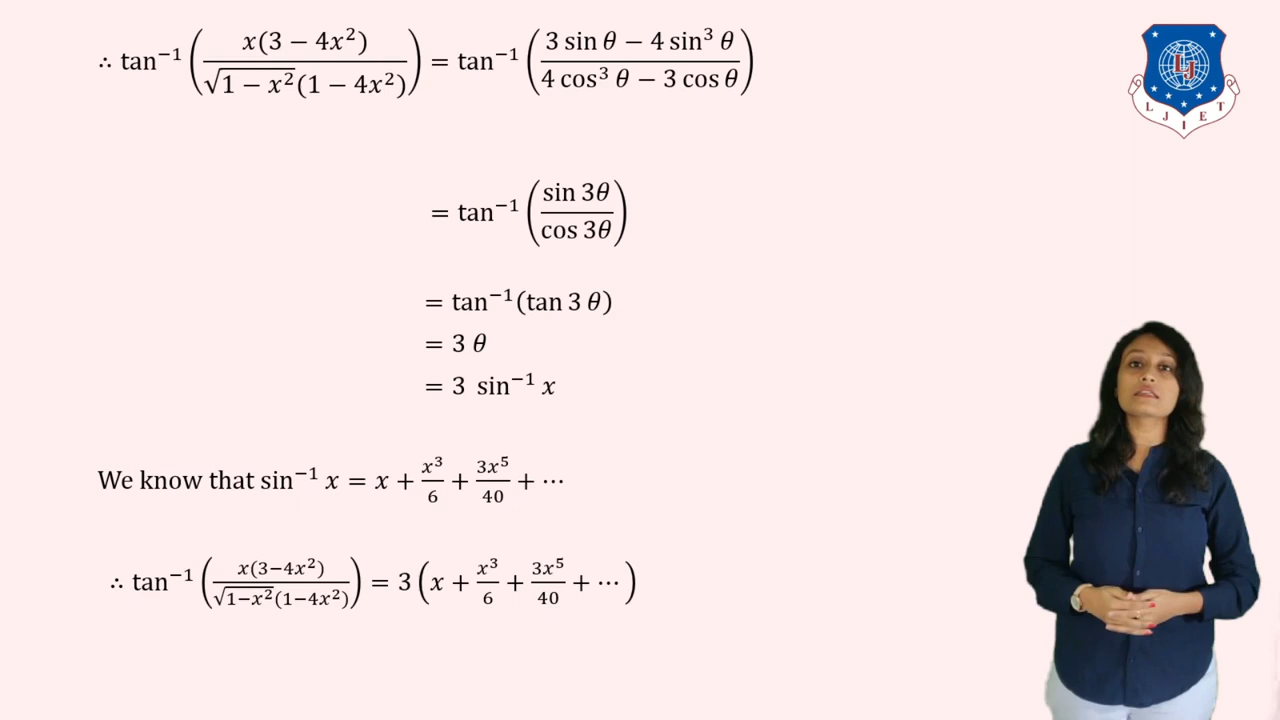 ∴ tan⁻¹ (x(3 − 4x²) / √(1 − x²)(1 − 4x²)) = tan⁻¹ (3 sin θ − 4 sin³ θ / 4 cos³ θ − 3 cos θ)
L J I E T
= tan⁻¹ (sin 3θ / cos 3θ)
= tan⁻¹(tan 3 θ)
= 3 θ
= 3 sin⁻¹ x
We know that sin⁻¹ x = x + x³/6 + 3x⁵/40 + ⋯
∴ tan⁻¹ (x(3−4x²) / √(1−x²)(1−4x²)) = 3 (x + x³/6 + 3x⁵/40 + ⋯ )